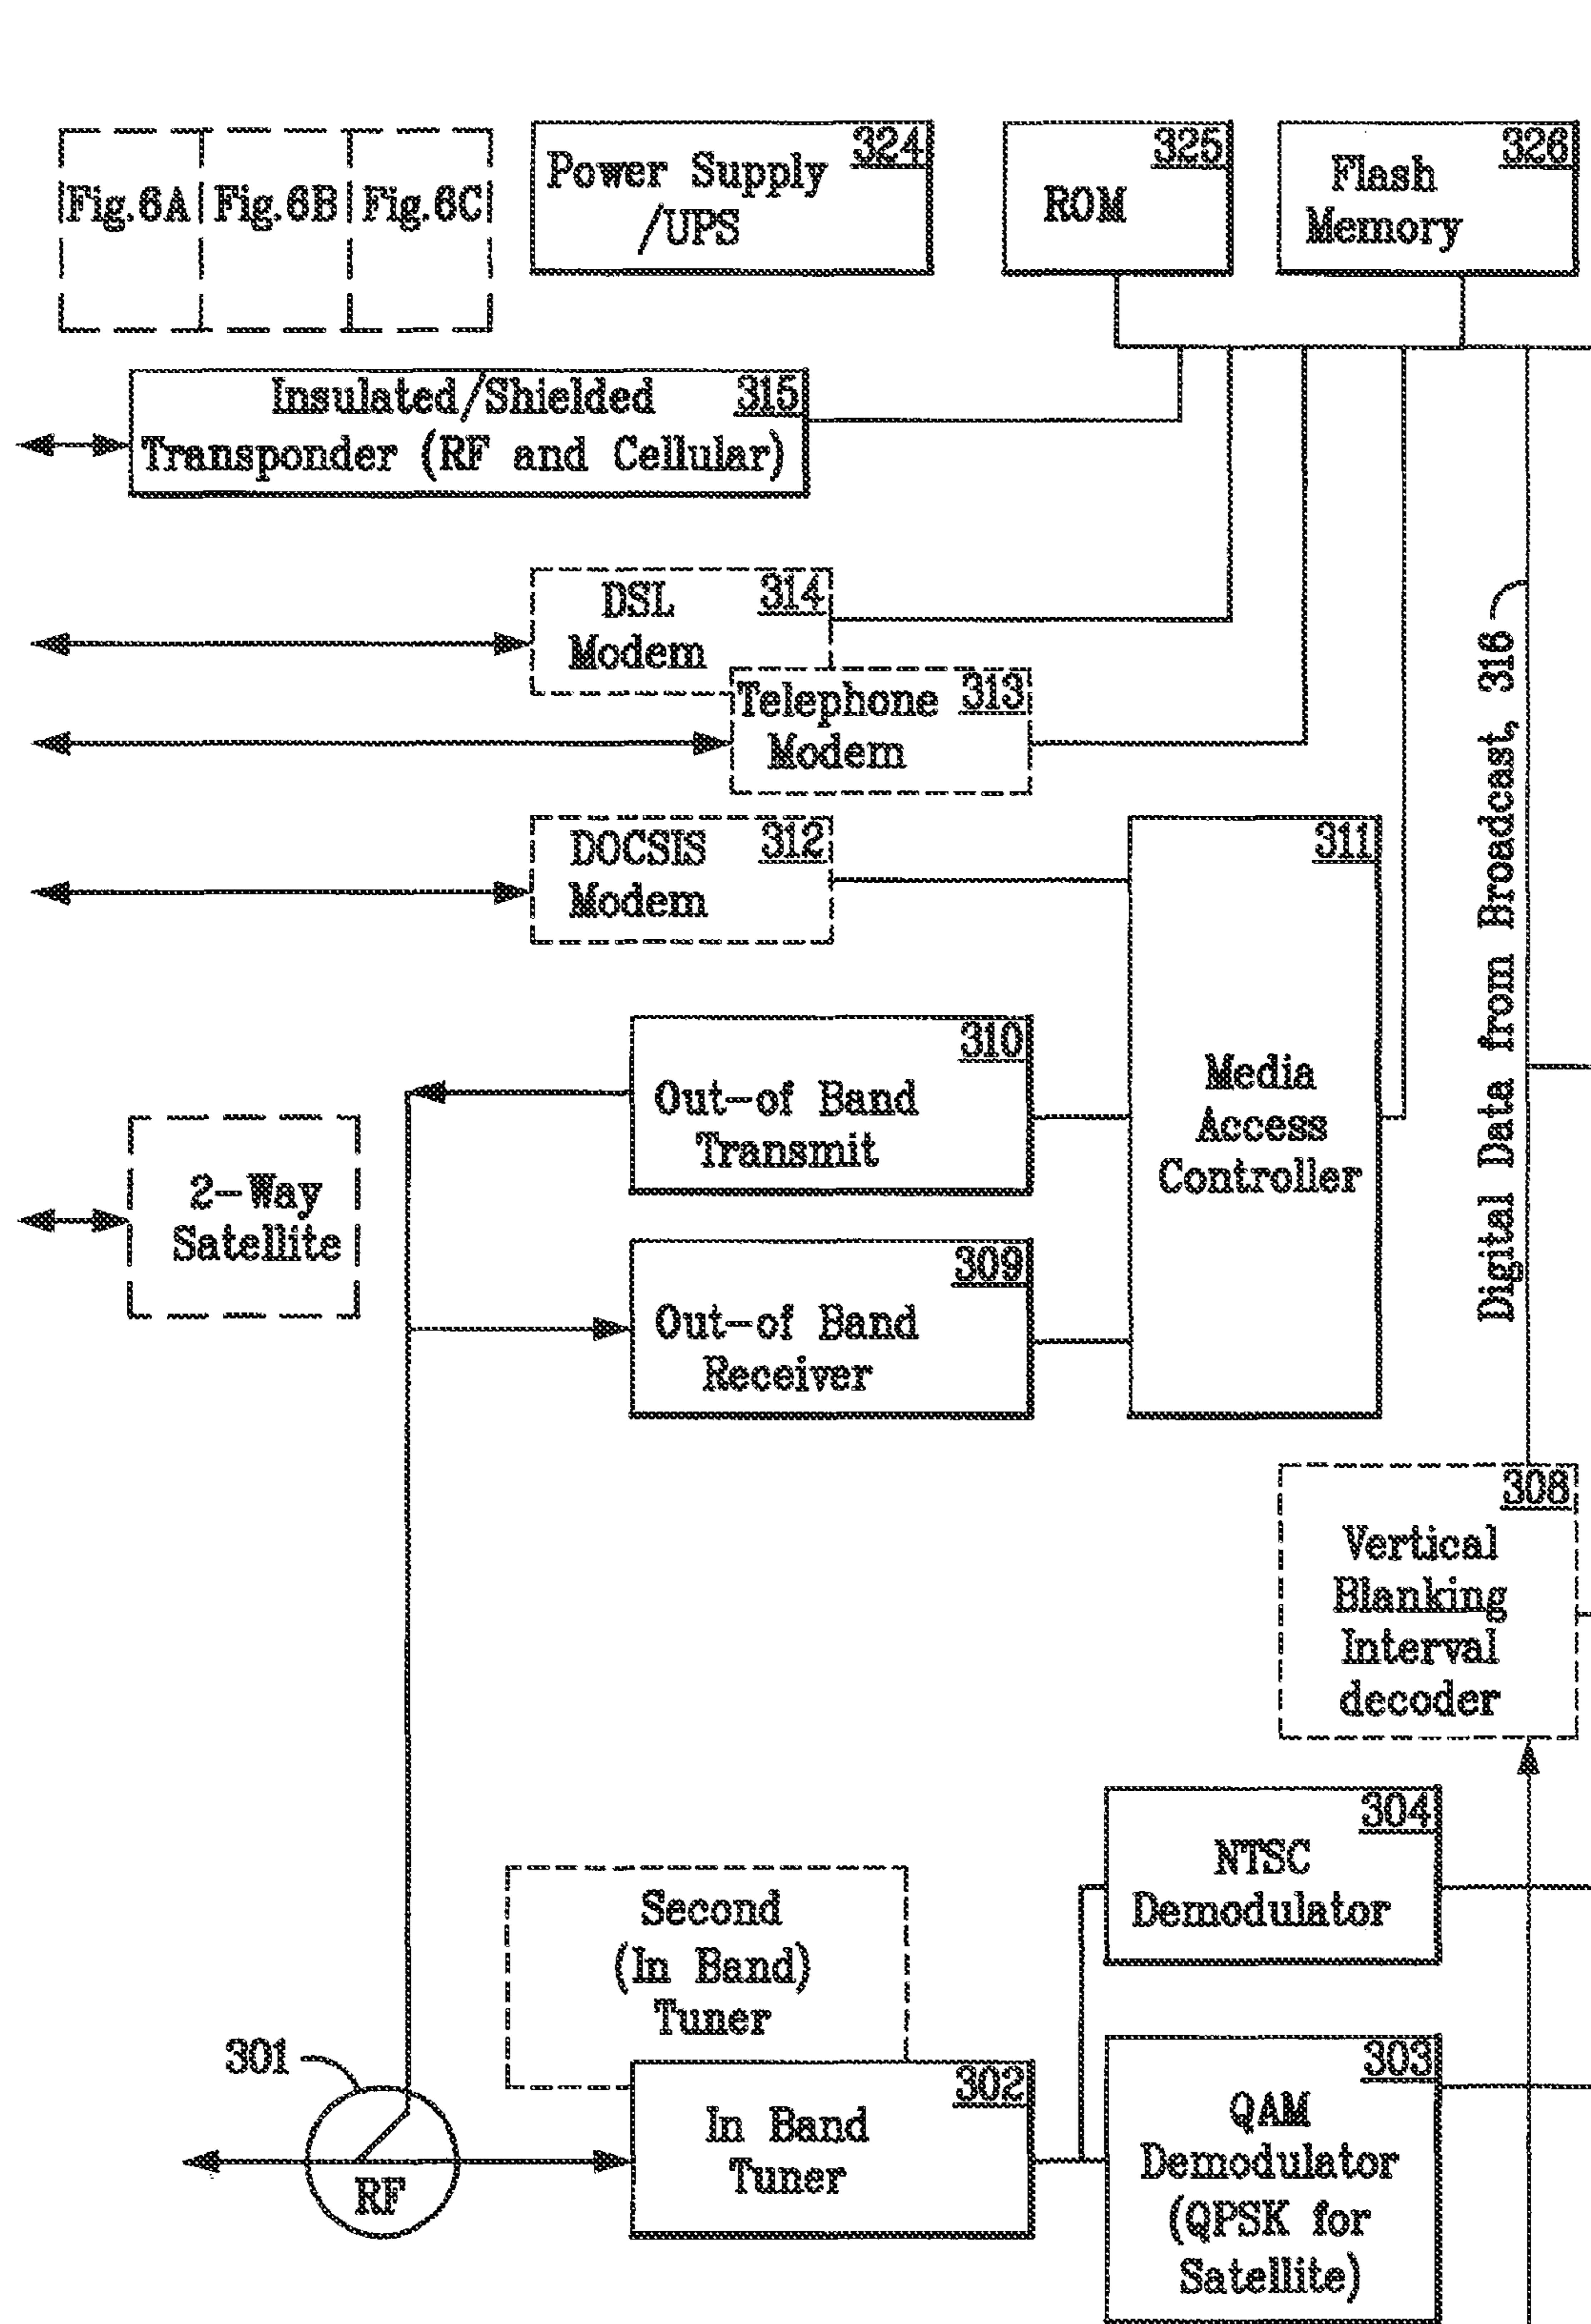 Fig.6A
Fig.6B
Fig.6C
324
Power Supply
/UPS
325
ROM
326
Flash
Memory
Insulated/Shielded 315
Transponder (RF and Cellular)
DSL 314
Modem
Telephone 313
Modem
DOCSIS 312
Modem
311
Media
Access
Controller
310
Out-of Band
Transmit
2-Way
Satellite
309
Out-of Band
Receiver
Digital Data from Broadcast, 316
308
Vertical
Blanking
Interval
decoder
304
NTSC
Demodulator
Second
(In Band)
Tuner
301
RF
302
In Band
Tuner
303
QAM
Demodulator
(QPSK for
Satellite)